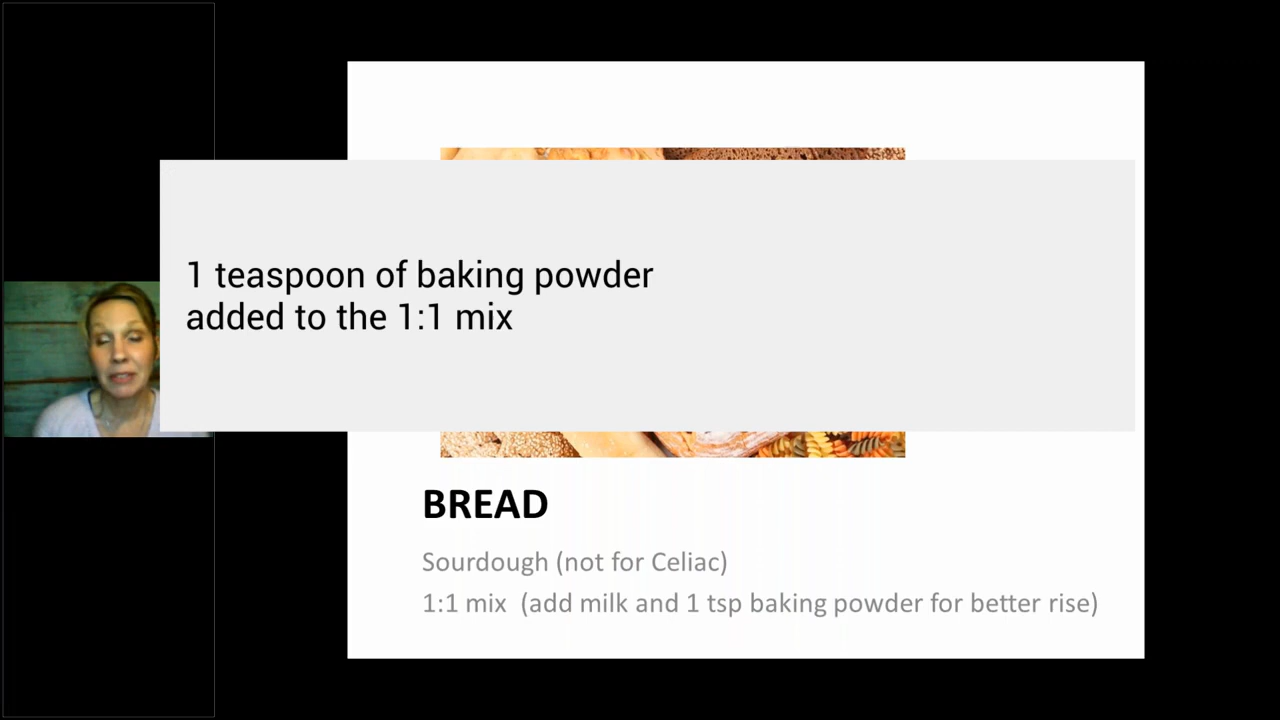 1 teaspoon of baking powder
added to the 1:1 mix
BREAD
Sourdough (not for Celiac)
1:1 mix  (add milk and 1 tsp baking powder for better rise)